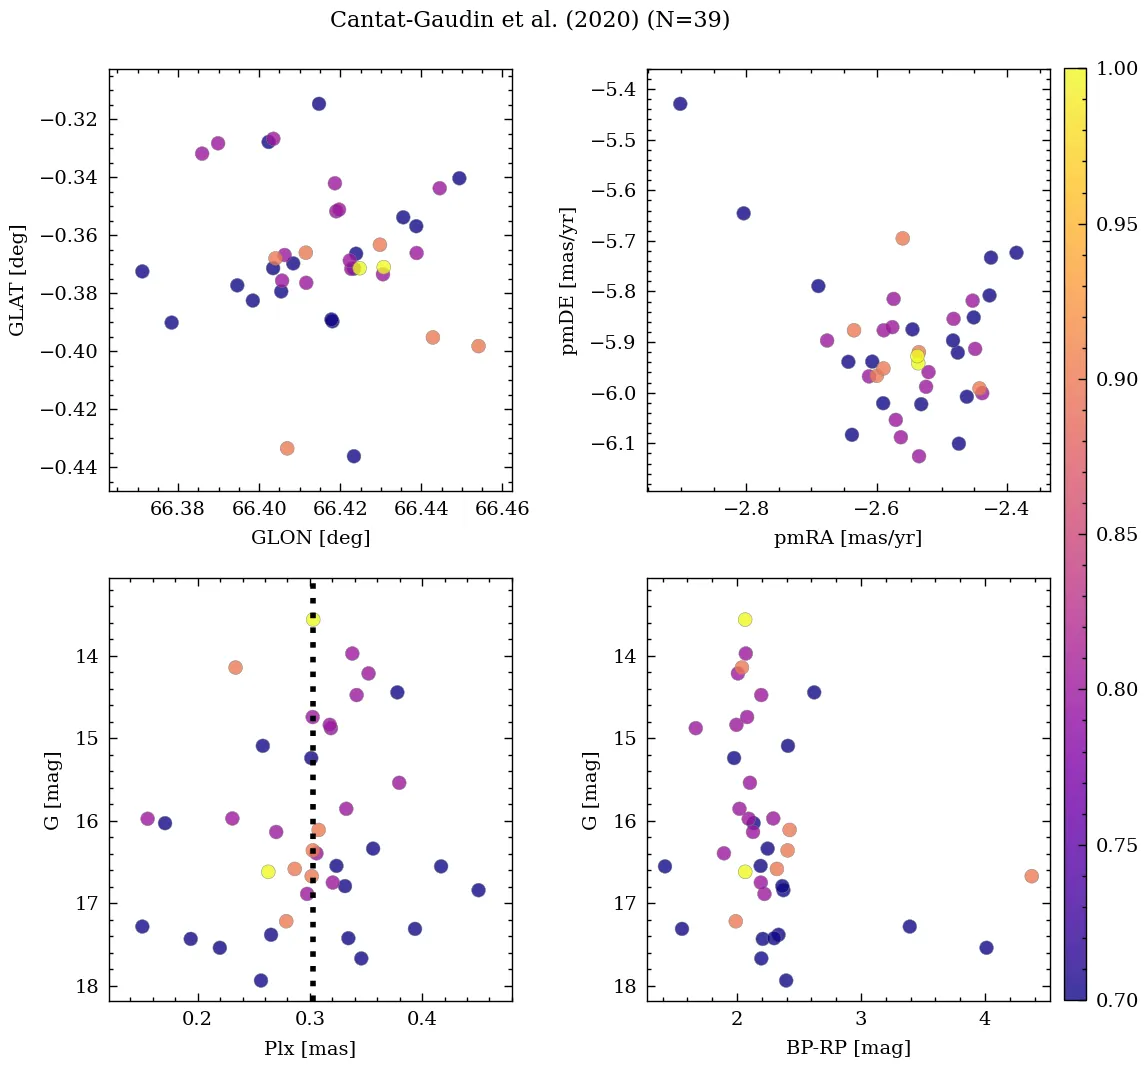 Cantat-Gaudin et al. (2020) (N=39)
GLAT [deg]
−0.32
−0.34
−0.36
−0.38
−0.40
−0.42
−0.44
66.38 66.40 66.42 66.44 66.46
GLON [deg]
pmDE [mas/yr]
−5.4
−5.5
−5.6
−5.7
−5.8
−5.9
−6.0
−6.1
−2.8 −2.6 −2.4
pmRA [mas/yr]
G [mag]
14
15
16
17
18
0.2 0.3 0.4
Plx [mas]
G [mag]
14
15
16
17
18
2 3 4
BP-RP [mag]
1.00
0.95
0.90
0.85
0.80
0.75
0.70